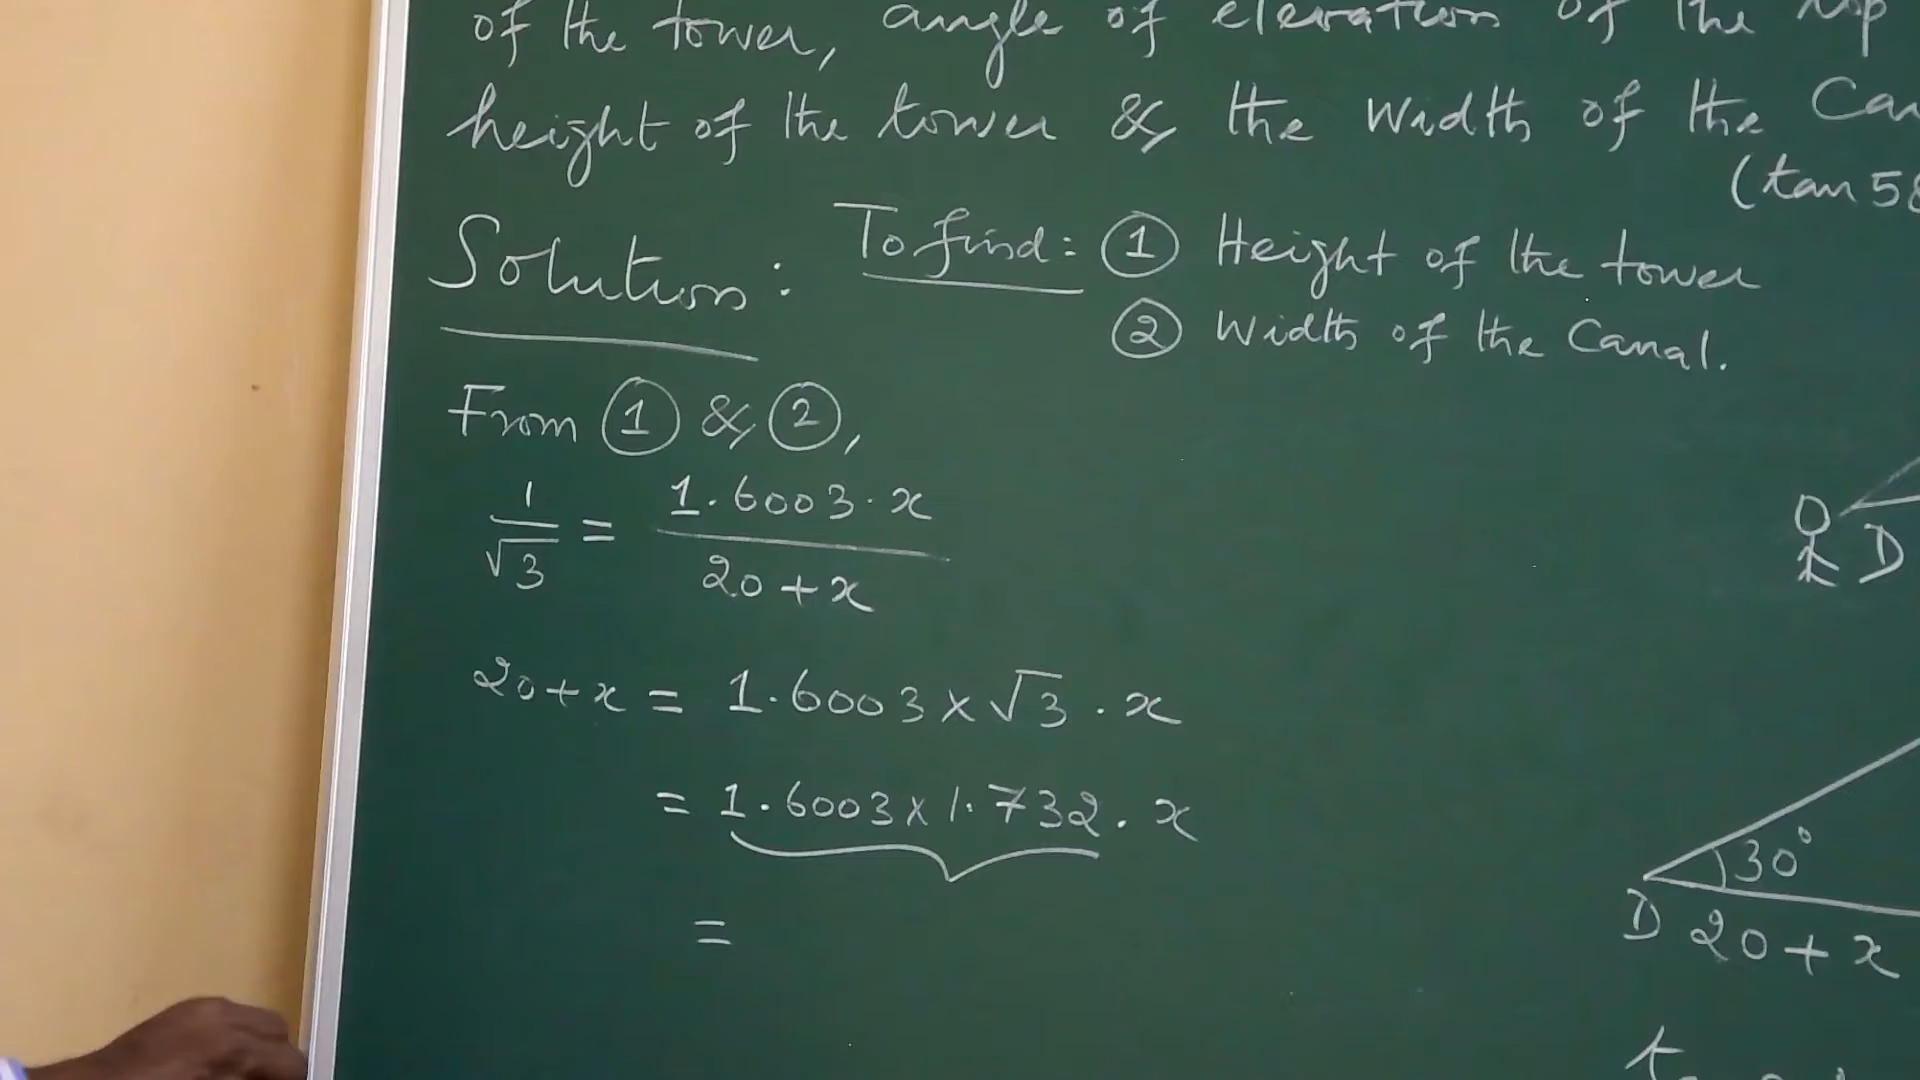 of the tower, angle of elevation of the top
height of the tower & the width of the
(tan 58
Solution : To find: ① Height of the tower
② Width of the Canal.
From ① & ②,
1/√3 = 1.6003·x / 20+x
20+x = 1.6003×√3 . x
= 1.6003×1.732 . x
=
D
30°
D 20+x